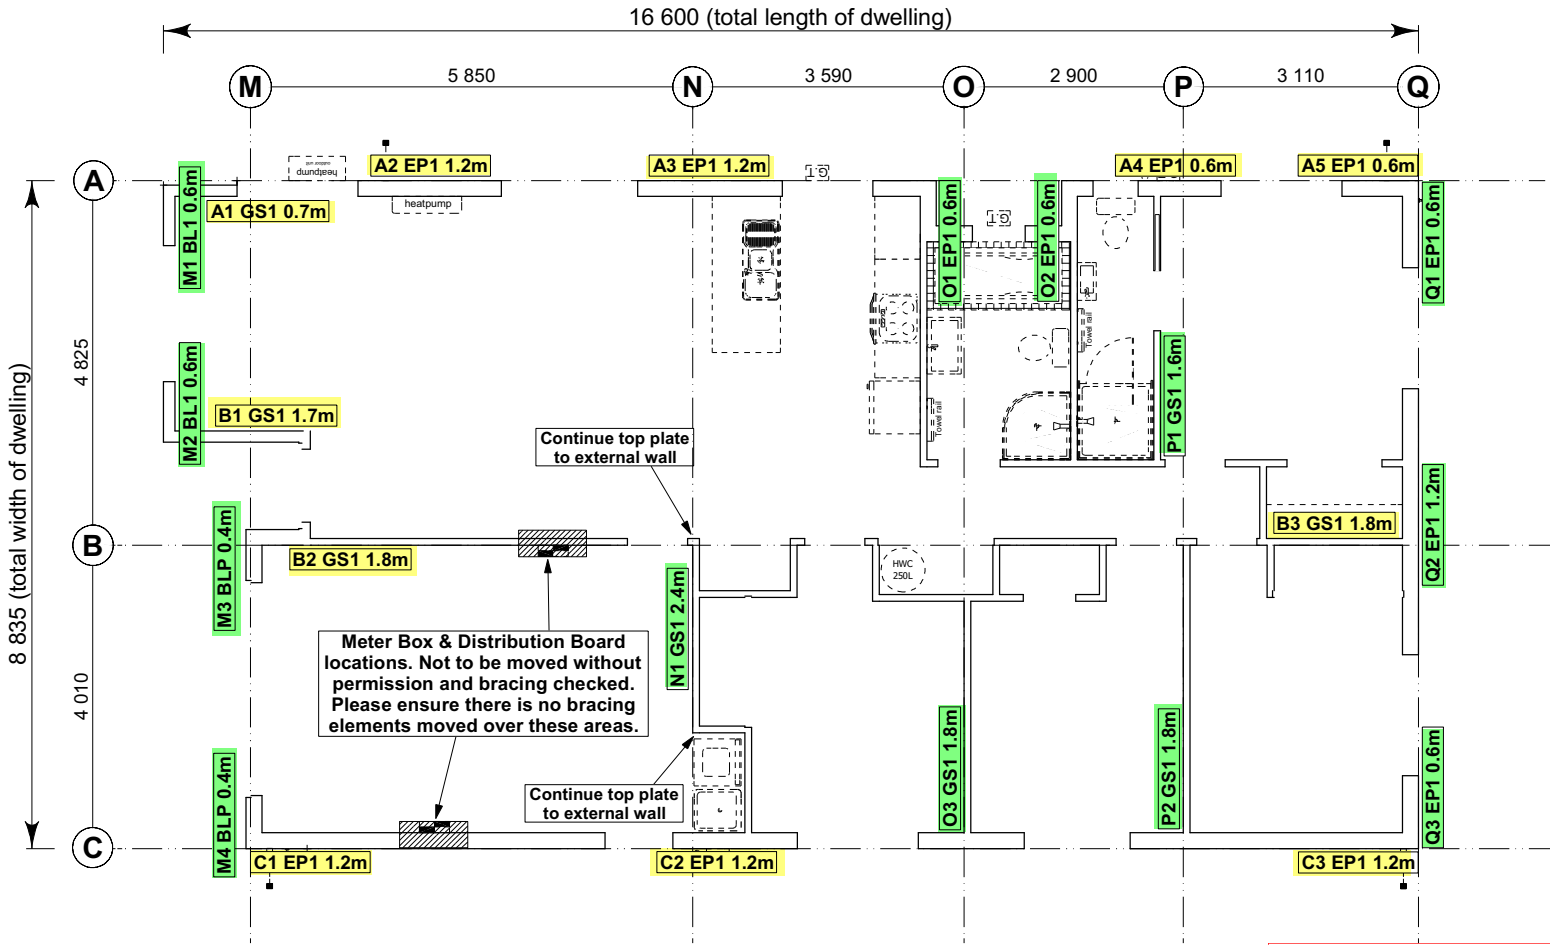 16 600 (total length of dwelling)
5 850
3 590
2 900
3 110
M
N
O
P
Q
A2 EP1 1.2m
A3 EP1 1.2m
A4 EP1 0.6m
A5 EP1 0.6m
heatpump
outdoor unit
G.T
A
M1 BL1 0.6m
A1 GS1 0.7m
heatpump
O1 EP1 0.6m
G.T
O2 EP1 0.6m
Q1 EP1 0.6m
4 825
Towel rail
M2 BL1 0.6m
B1 GS1 1.7m
Towel rail
P1 GS1 1.6m
8 835 (total width of dwelling)
Continue top plate
to external wall
Q2 EP1 1.2m
B3 GS1 1.8m
M3 BLP 0.4m
B
B2 GS1 1.8m
HWC
250L
N1 GS1 2.4m
Meter Box & Distribution Board
locations. Not to be moved without
permission and bracing checked.
Please ensure there is no bracing
elements moved over these areas.
4 010
O3 GS1 1.8m
P2 GS1 1.8m
Q3 EP1 0.6m
M4 BLP 0.4m
Continue top plate
to external wall
C
C1 EP1 1.2m
C2 EP1 1.2m
C3 EP1 1.2m